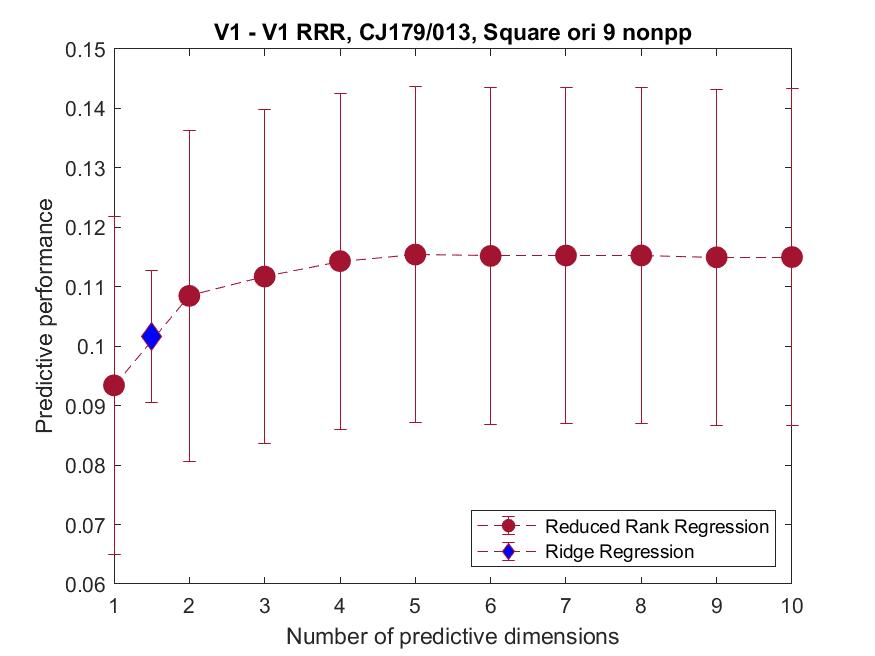 V1 - V1 RRR, CJ179/013, Square ori 9 nonpp
0.15
0.14
0.13
0.12
0.11
0.1
0.09
0.08
0.07
0.06
Predictive performance
Reduced Rank Regression
Ridge Regression
1 2 3 4 5 6 7 8 9 10
Number of predictive dimensions